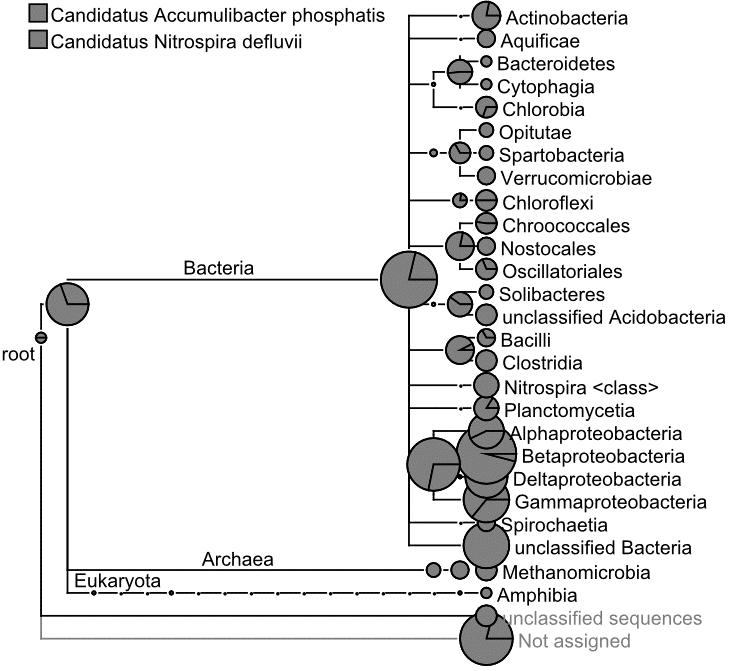 Candidatus Accumulibacter phosphatis
Candidatus Nitrospira defluvii
Actinobacteria
Aquificae
Bacteroidetes
Cytophagia
Chlorobia
Opitutae
Spartobacteria
Verrucomicrobiae
Chloroflexi
Chroococcales
Nostocales
Bacteria
Oscillatoriales
Solibacteres
unclassified Acidobacteria
Bacilli
root
Clostridia
Nitrospira <class>
Planctomycetia
Alphaproteobacteria
Betaproteobacteria
Deltaproteobacteria
Gammaproteobacteria
Spirochaetia
unclassified Bacteria
Archaea
Methanomicrobia
Eukaryota
Amphibia
unclassified sequences
Not assigned